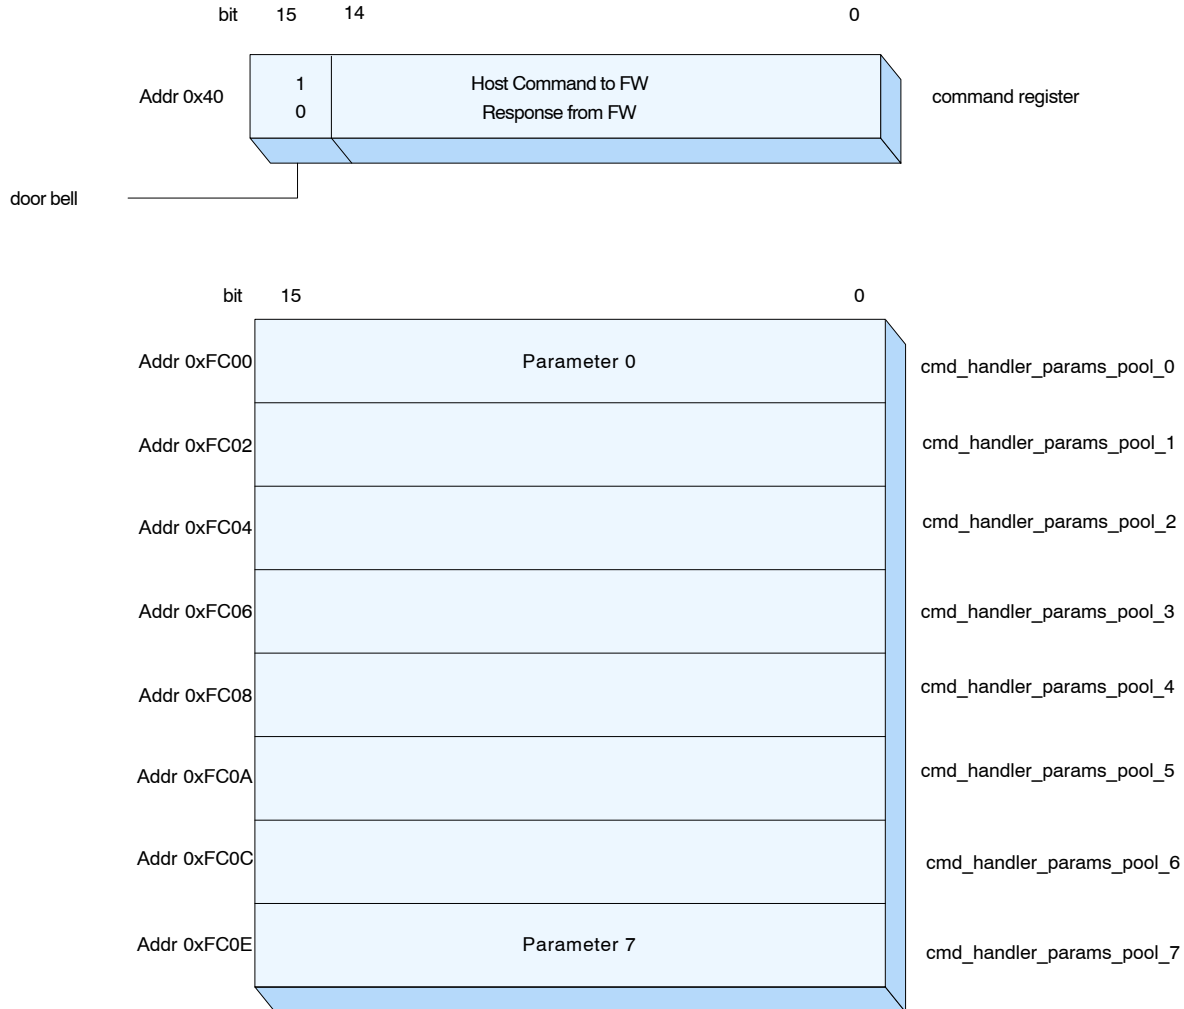 bit 15 14 0
Addr 0x40 1 Host Command to FW command register
0 Response from FW
door bell
bit 15 0
Addr 0xFC00 Parameter 0 cmd_handler_params_pool_0
Addr 0xFC02 cmd_handler_params_pool_1
Addr 0xFC04 cmd_handler_params_pool_2
Addr 0xFC06 cmd_handler_params_pool_3
Addr 0xFC08 cmd_handler_params_pool_4
Addr 0xFC0A cmd_handler_params_pool_5
Addr 0xFC0C cmd_handler_params_pool_6
Addr 0xFC0E Parameter 7 cmd_handler_params_pool_7